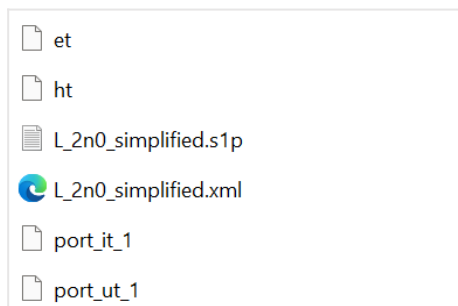 et
ht
L_2n0_simplified.s1p
L_2n0_simplified.xml
port_it_1
port_ut_1